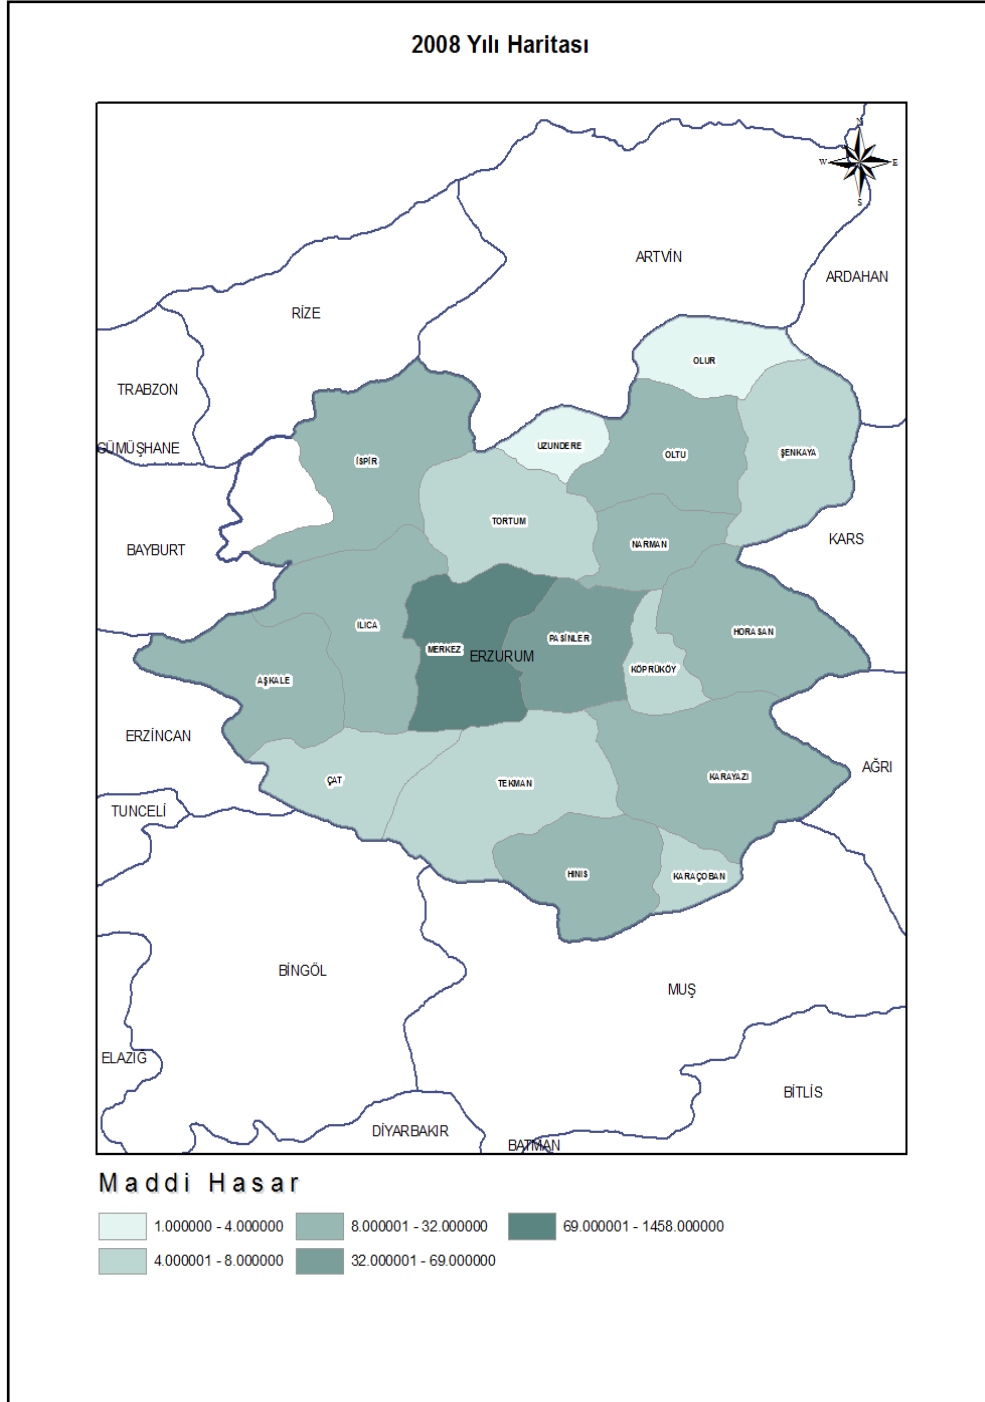 2008 Yılı Haritası
N
W E
S
ARTVİN
ARDAHAN
RİZE
OLUR
TRABZON
UZUNDERE
GÜMÜŞHANE
İSPİR
OLTU
ŞENKAYA
TORTUM
BAYBURT
NARMAN
KARS
ILICA
HORASAN
MERKEZ
PASİNLER
ERZURUM
KÖPRÜKÖY
AŞKALE
ERZİNCAN
AĞRI
ÇAT
TEKMAN
KARAYAZI
TUNCELİ
HINIS
KARAÇOBAN
BİNGÖL
MUŞ
ELAZIĞ
BİTLİS
DİYARBAKIR
BATMAN
Maddi Hasar
1.000000 - 4.000000
8.000001 - 32.000000
69.000001 - 1458.000000
4.000001 - 8.000000
32.000001 - 69.000000